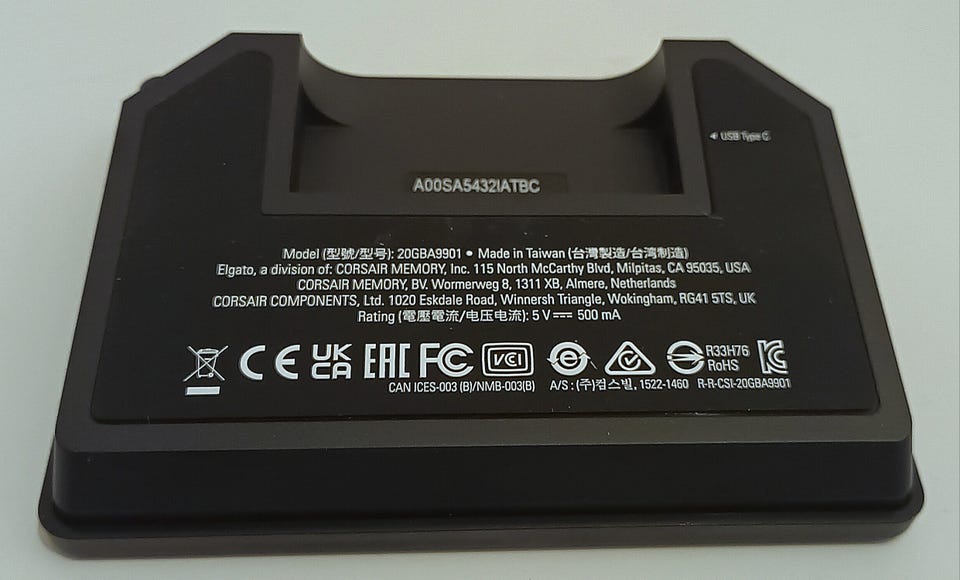 USB Type C
A00SA5432IATBC
Model (型號/型号): 20GBA9901 • Made in Taiwan (台灣製造/台湾制造)
Elgato, a division of: CORSAIR MEMORY, Inc. 115 North McCarthy Blvd, Milpitas, CA 95035, USA
CORSAIR MEMORY, BV. Wormerweg 8, 1311 XB, Almere, Netherlands
CORSAIR COMPONENTS, Ltd. 1020 Eskdale Road, Winnersh Triangle, Wokingham, RG41 5TS, UK
Rating (電壓電流/电压电流): 5 V⎓ 500 mA
CE UKCA EAC FC VCI R33H76 RoHS KC
CAN ICES-003 (B)/NMB-003(B) A/S : (주)컴스빌, 1522-1460 R-R-CSI-20GBA9901